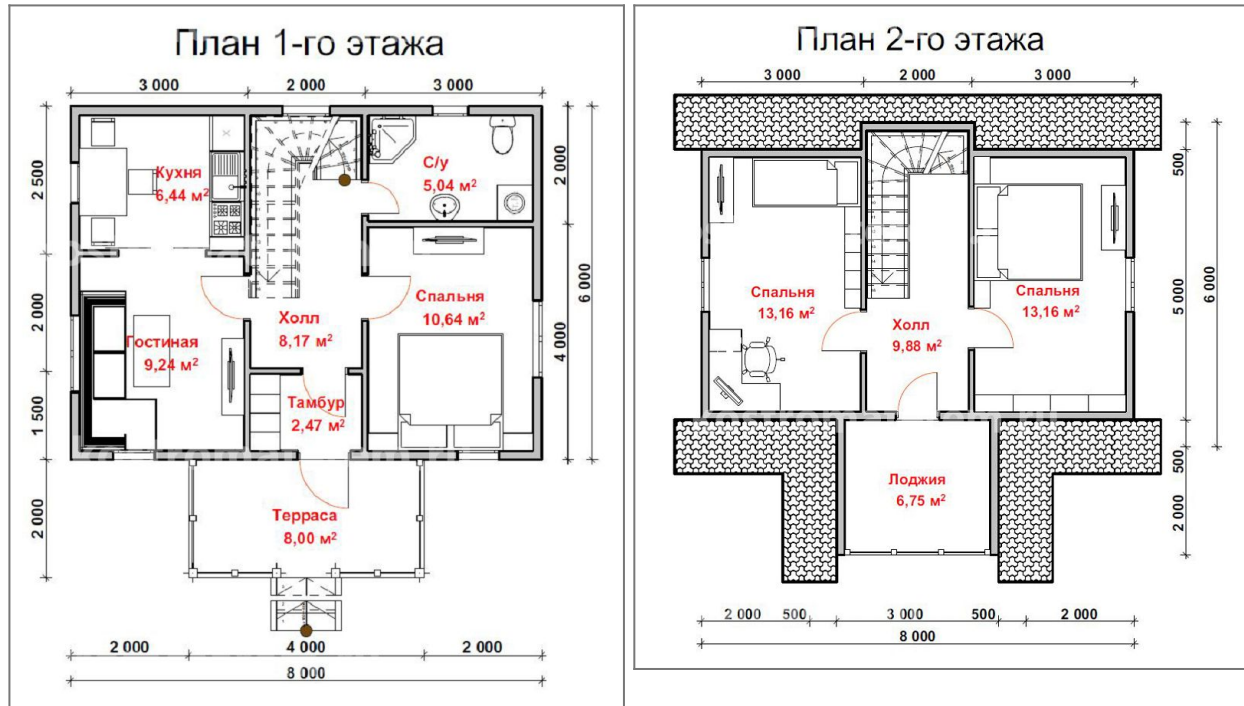 План 1-го этажа
3 000 2 000 3 000
Кухня
6,44 м²
С/у
5,04 м²
2 500
2 000
Спальня
10,64 м²
Холл
8,17 м²
Гостиная
9,24 м²
Тамбур
2,47 м²
2 000
1 500
6 000
4 000
Терраса
8,00 м²
2 000
2 000 4 000 2 000
8 000
План 2-го этажа
3 000 2 000 3 000
500
Спальня
13,16 м²
Холл
9,88 м²
Спальня
13,16 м²
5 000
6 000
Лоджия
6,75 м²
500
2 000
2 000 500 3 000 500 2 000
8 000